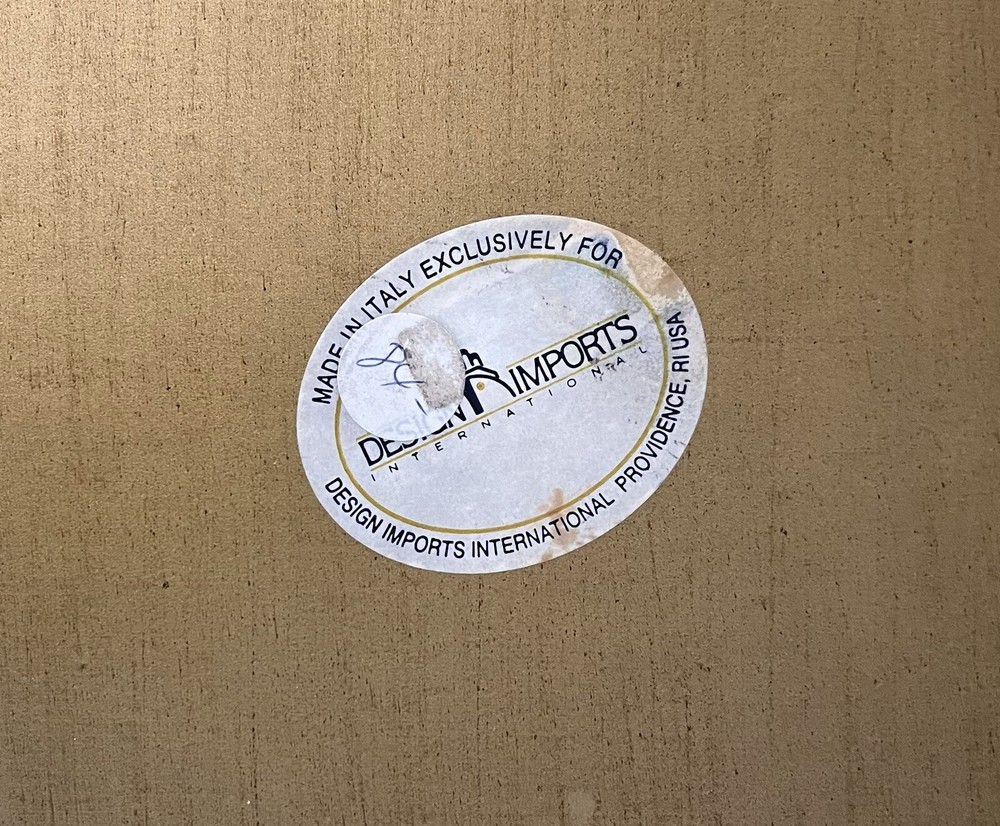 MADE IN ITALY EXCLUSIVELY FOR
DESIGN IMPORTS
INTERNATIONAL
DESIGN IMPORTS INTERNATIONAL PROVIDENCE, RI USA